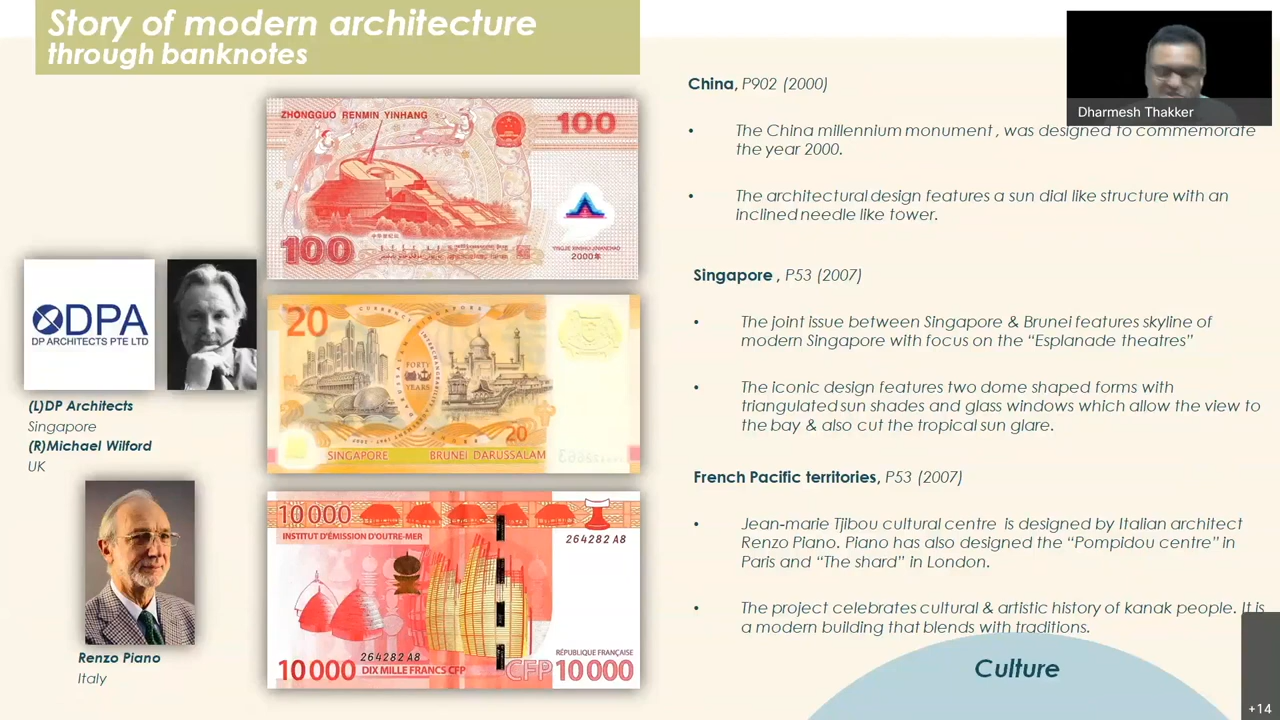 Story of modern architecture
through banknotes
Dharmesh Thakker
China, P902 (2000)
• The China millennium monument , was designed to commemorate
the year 2000.
• The architectural design features a sun dial like structure with an
inclined needle like tower.
Singapore , P53 (2007)
• The joint issue between Singapore & Brunei features skyline of
modern Singapore with focus on the “Esplanade theatres”
• The iconic design features two dome shaped forms with
triangulated sun shades and glass windows which allow the view to
the bay & also cut the tropical sun glare.
French Pacific territories, P53 (2007)
• Jean-marie Tjibou cultural centre is designed by Italian architect
Renzo Piano. Piano has also designed the “Pompidou centre” in
Paris and “The shard” in London.
• The project celebrates cultural & artistic history of kanak people. It is
a modern building that blends with traditions.
Culture
+14
ZHONGGUO RENMIN YINHANG
100
100
YINGJIE XINSHIJI JINIANCHAO
2000年
DPA
DP ARCHITECTS PTE LTD
(L)DP Architects
Singapore
(R)Michael Wilford
UK
20
FORTY
YEARS
20
SINGAPORE BRUNEI DARUSSALAM
Renzo Piano
Italy
10000
INSTITUT D'ÉMISSION D'OUTRE-MER
264282 A8
264282 A8
RÉPUBLIQUE FRANÇAISE
10000 DIX MILLE FRANCS CFP
CFP 10000